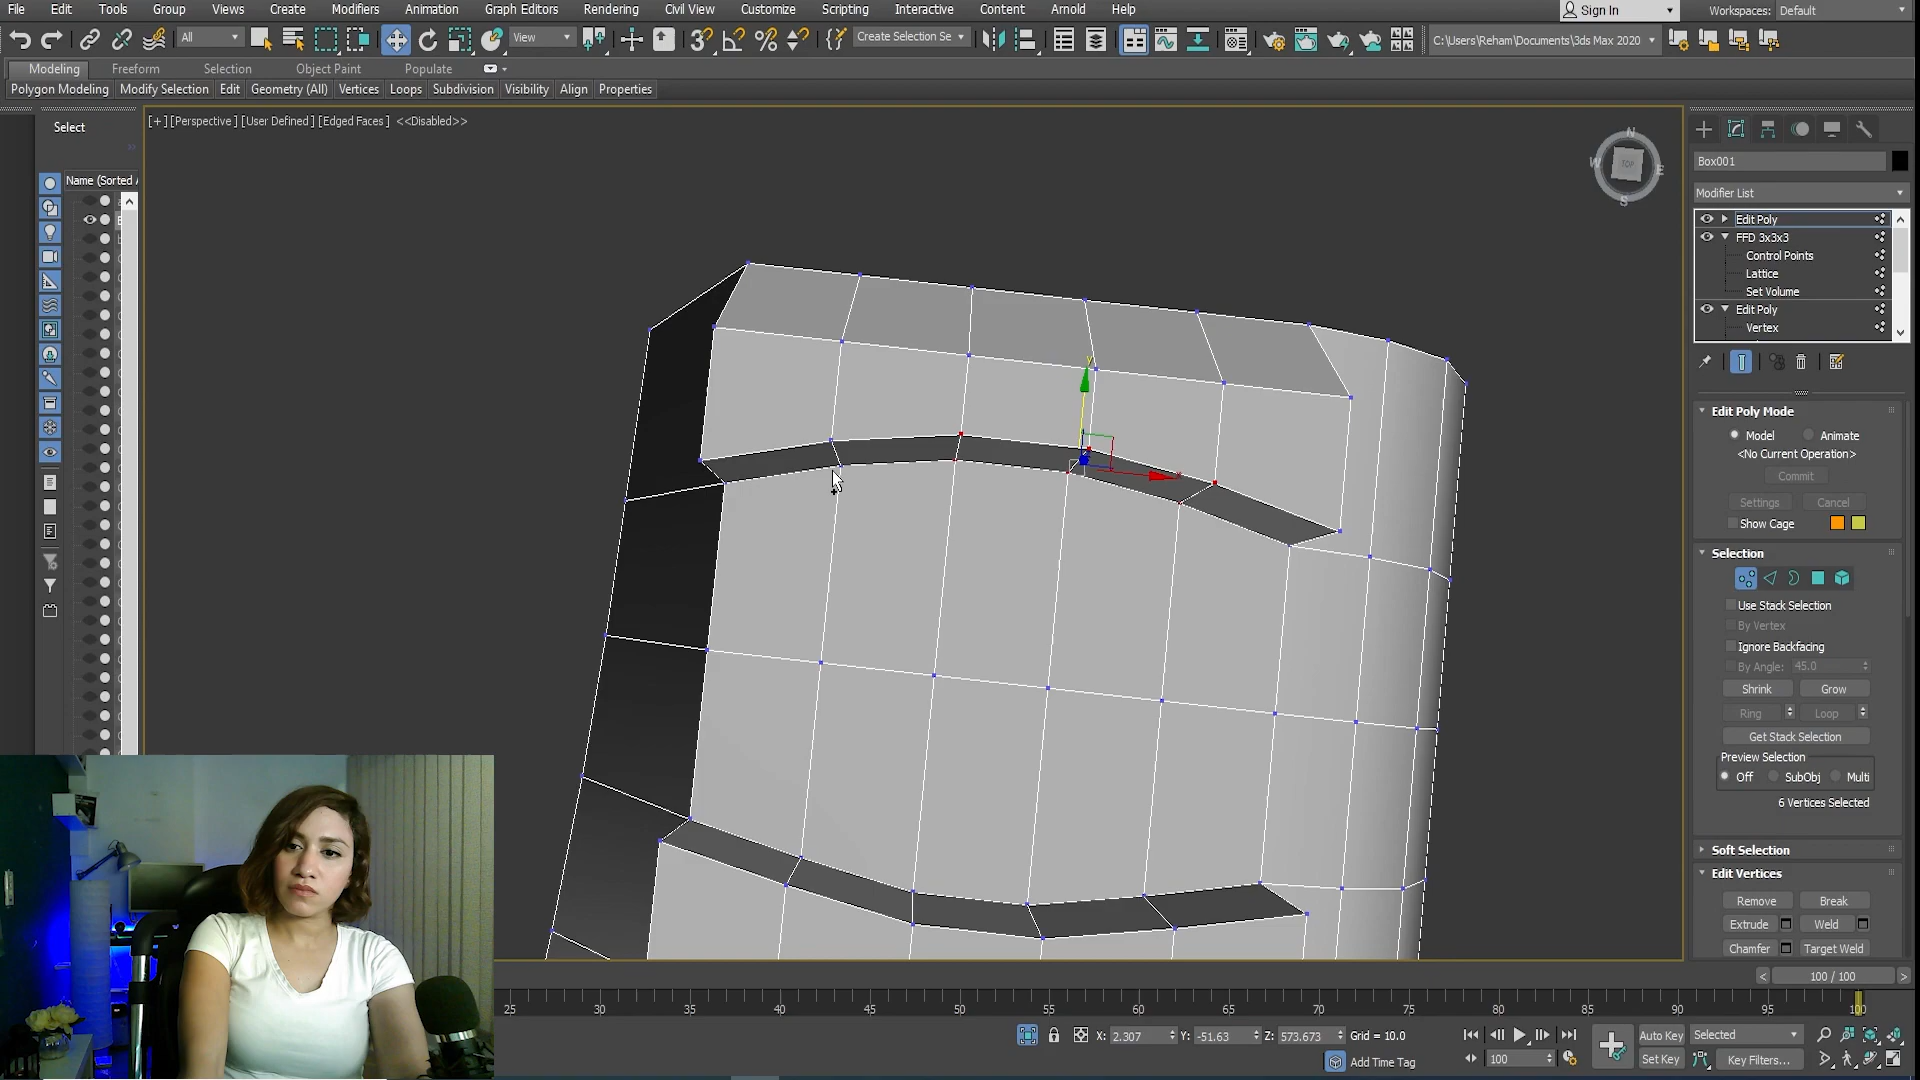 File Edit Tools Group Views Create Modifiers Animation Graph Editors Rendering Civil View Customize Scripting Interactive Content Arnold Help Sign In Workspaces: Default
All View Create Selection Se C:\Users\Reham\Documents\3ds Max 2020
Modeling Freeform Selection Object Paint Populate
Polygon Modeling Modify Selection Edit Geometry (All) Vertices Loops Subdivision Visibility Align Properties
[+] [Perspective] [User Defined] [Edged Faces] <<Disabled>>
Select
Name (Sorted A
N
W TOP E
S
y
x
Box001
Modifier List
Edit Poly
FFD 3x3x3
Control Points
Lattice
Set Volume
Edit Poly
Vertex
Edit Poly Mode
Model Animate
<No Current Operation>
Commit
Settings Cancel
Show Cage
Selection
Use Stack Selection
By Vertex
Ignore Backfacing
By Angle: 45.0
Shrink Grow
Ring Loop
Get Stack Selection
Preview Selection
Off SubObj Multi
6 Vertices Selected
Soft Selection
Edit Vertices
Remove Break
Extrude Weld
Chamfer Target Weld
< 100 / 100 >
25 30 35 40 45 50 55 60 65 70 75 80 85 90 95 100
X: 2.307 Y: -51.63 Z: 573.673 Grid = 10.0 Auto Key Selected
Add Time Tag 100 Set Key Key Filters...